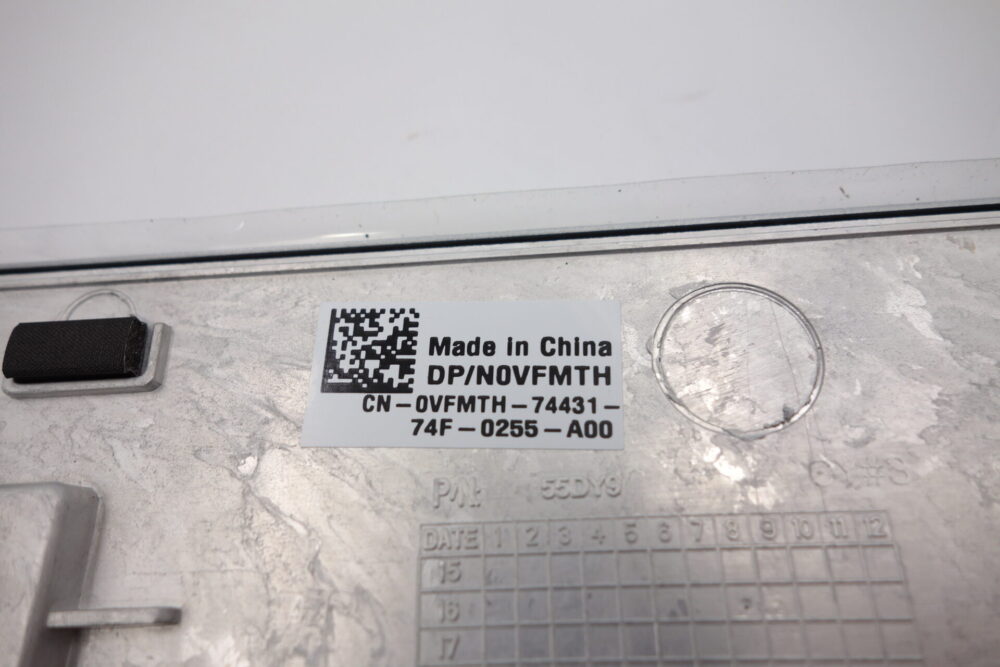 Made in China
DP/N0VFMTH
CN-0VFMTH-74431-
74F-0255-A00
P/N: 55DY9
DATE 1 2 3 4 5 6 7 8 9 10 11 12
15
16
17